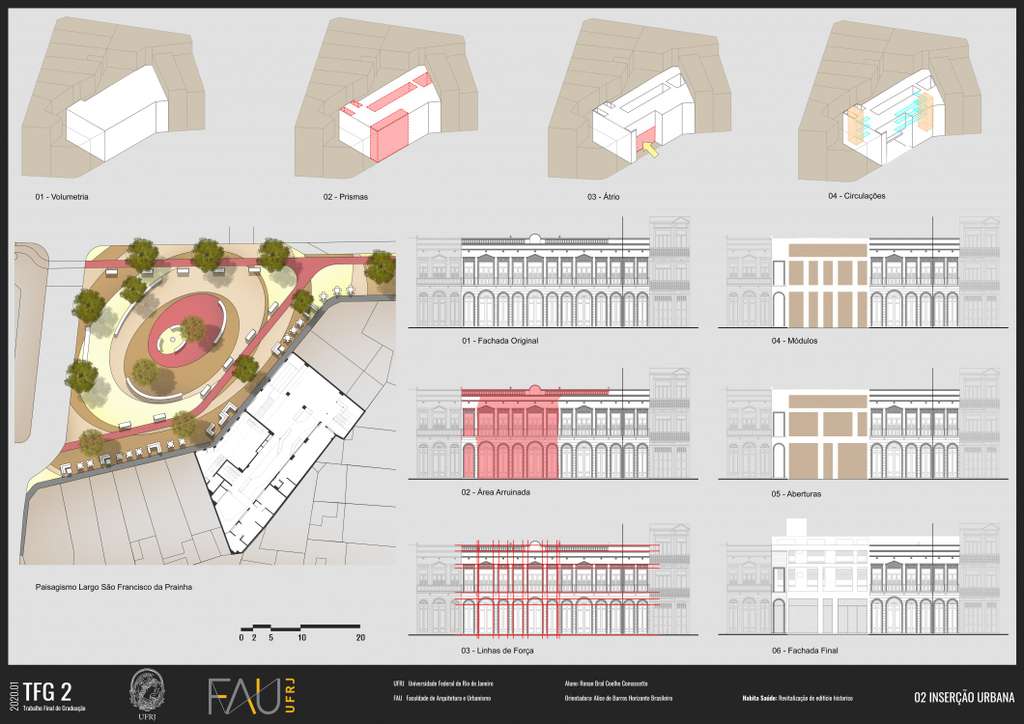 01 - Volumetria
02 - Prismas
03 - Átrio
04 - Circulações
01 - Fachada Original
04 - Módulos
02 - Área Arruinada
05 - Aberturas
Paisagismo Largo São Francisco da Prainha
0 2 5 10 20
03 - Linhas de Força
06 - Fachada Final
2020.01
TFG 2
Trabalho Final de Graduação
UFRJ
FAU UFRJ
UFRJ Universidade Federal do Rio de Janeiro
FAU Faculdade de Arquitetura e Urbanismo
Aluno: Renan Dral Coelho Consossette
Orientadora: Alice de Barros Horizonte Brasileiro
Habita Saúde: Revitalização de edifício histórico
02 INSERÇÃO URBANA